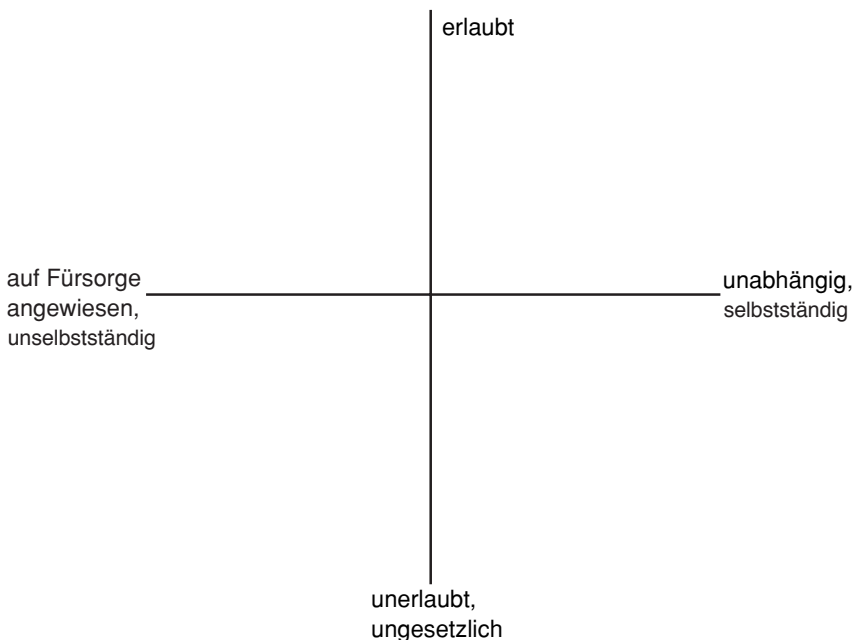 erlaubt
auf Fürsorge
angewiesen,
unselbstständig
unabhängig,
selbstständig
unerlaubt,
ungesetzlich